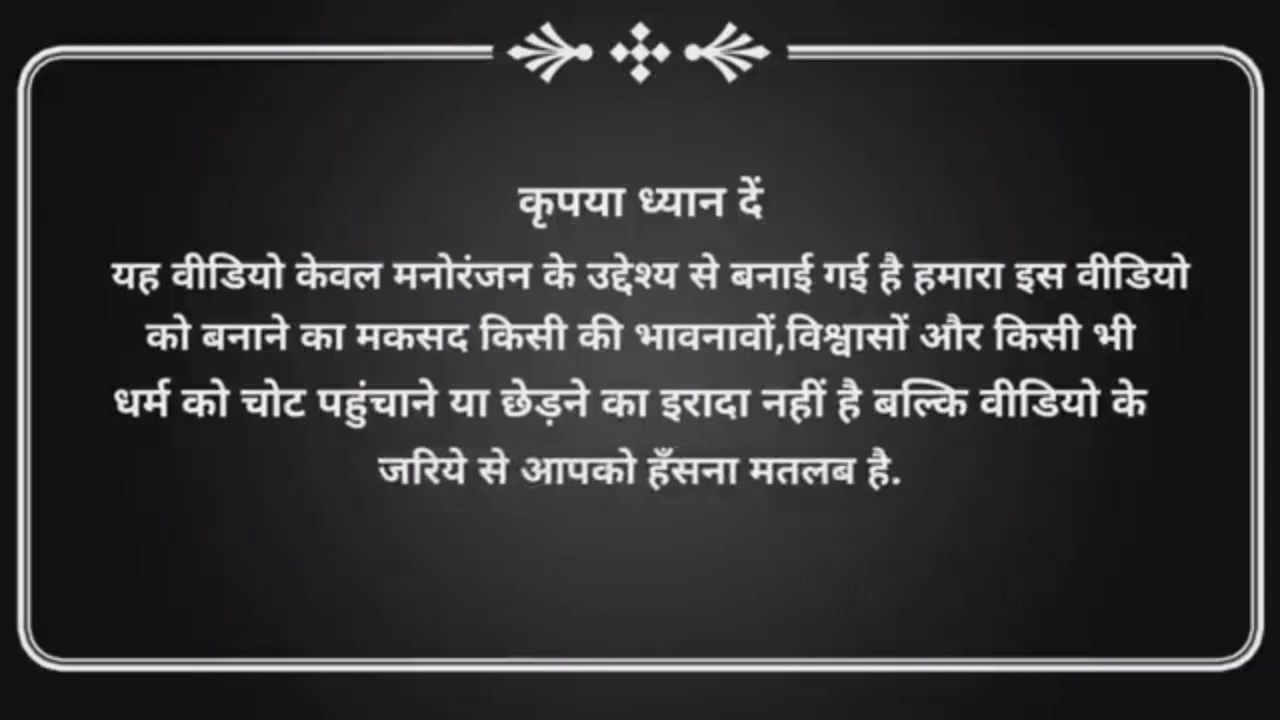 कृपया ध्यान दें
यह वीडियो केवल मनोरंजन के उद्देश्य से बनाई गई है हमारा इस वीडियो
को बनाने का मकसद किसी की भावनावों,विश्वासों और किसी भी
धर्म को चोट पहुंचाने या छेड़ने का इरादा नहीं है बल्कि वीडियो के
जरिये से आपको हँसना मतलब है.